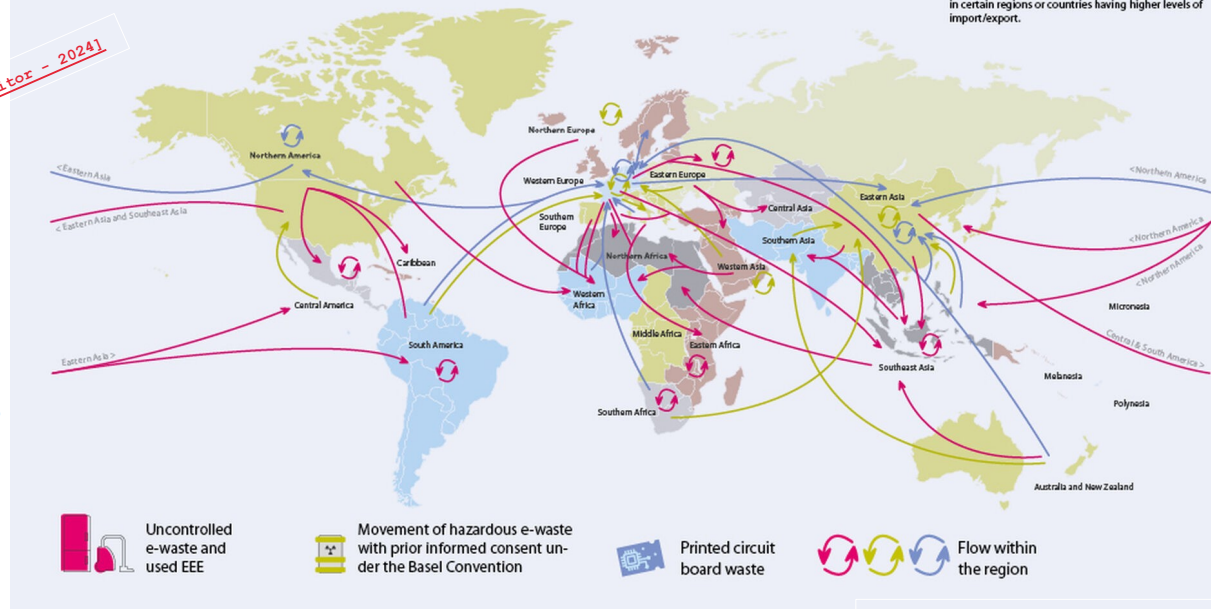 in certain regions or countries having higher levels of
import/export.
itor - 2024]
Northern Europe
Northern America
<Eastern Asia
<Northern America
Western Europe
Eastern Europe
Eastern Asia
Central Asia
< Eastern Asia and Southeast Asia
Southern
Europe
Southern Asia
<Northern America
Northern Africa
Caribbean
Western Asia
<Northern America
Central America
Western
Africa
Micronesia
Middle Africa
South America
Eastern Africa
Central & South America>
Eastern Asia >
Southeast Asia
Melanesia
Polynesia
Southern Africa
Australia and New Zealand
Uncontrolled
e-waste and
used EEE
Movement of hazardous e-waste
with prior informed consent un-
der the Basel Convention
Printed circuit
board waste
Flow within
the region